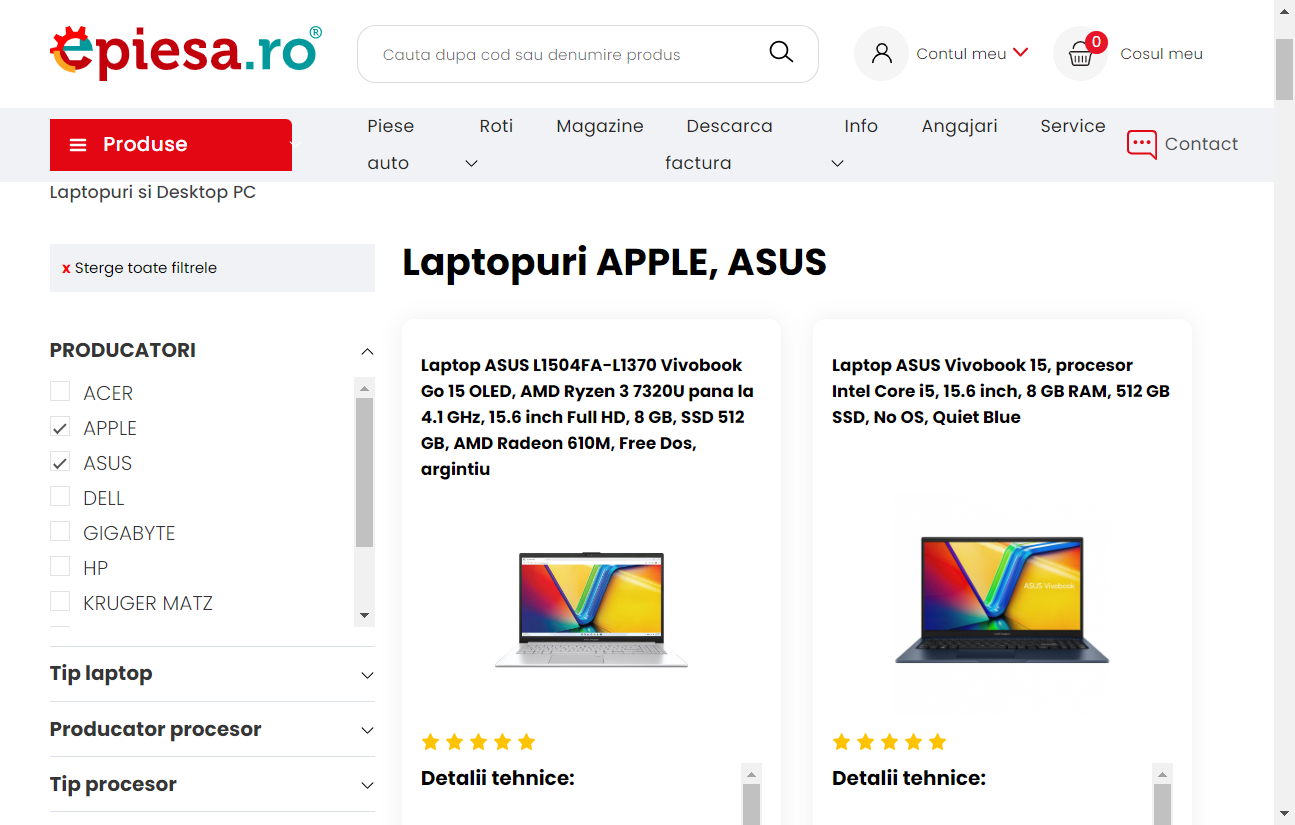 epiesa.ro®
Cauta dupa cod sau denumire produs
Contul meu
0
Cosul meu
Produse
Piese auto
Roti
Magazine
Descarca factura
Info
Angajari
Service
Contact
Laptopuri si Desktop PC
x Sterge toate filtrele
PRODUCATORI
ACER
APPLE
ASUS
DELL
GIGABYTE
HP
KRUGER MATZ
Tip laptop
Producator procesor
Tip procesor
Laptopuri APPLE, ASUS
Laptop ASUS L1504FA-L1370 Vivobook
Go 15 OLED, AMD Ryzen 3 7320U pana la
4.1 GHz, 15.6 inch Full HD, 8 GB, SSD 512
GB, AMD Radeon 610M, Free Dos,
argintiu
Detalii tehnice:
Laptop ASUS Vivobook 15, procesor
Intel Core i5, 15.6 inch, 8 GB RAM, 512 GB
SSD, No OS, Quiet Blue
ASUS Vivobook
Detalii tehnice: